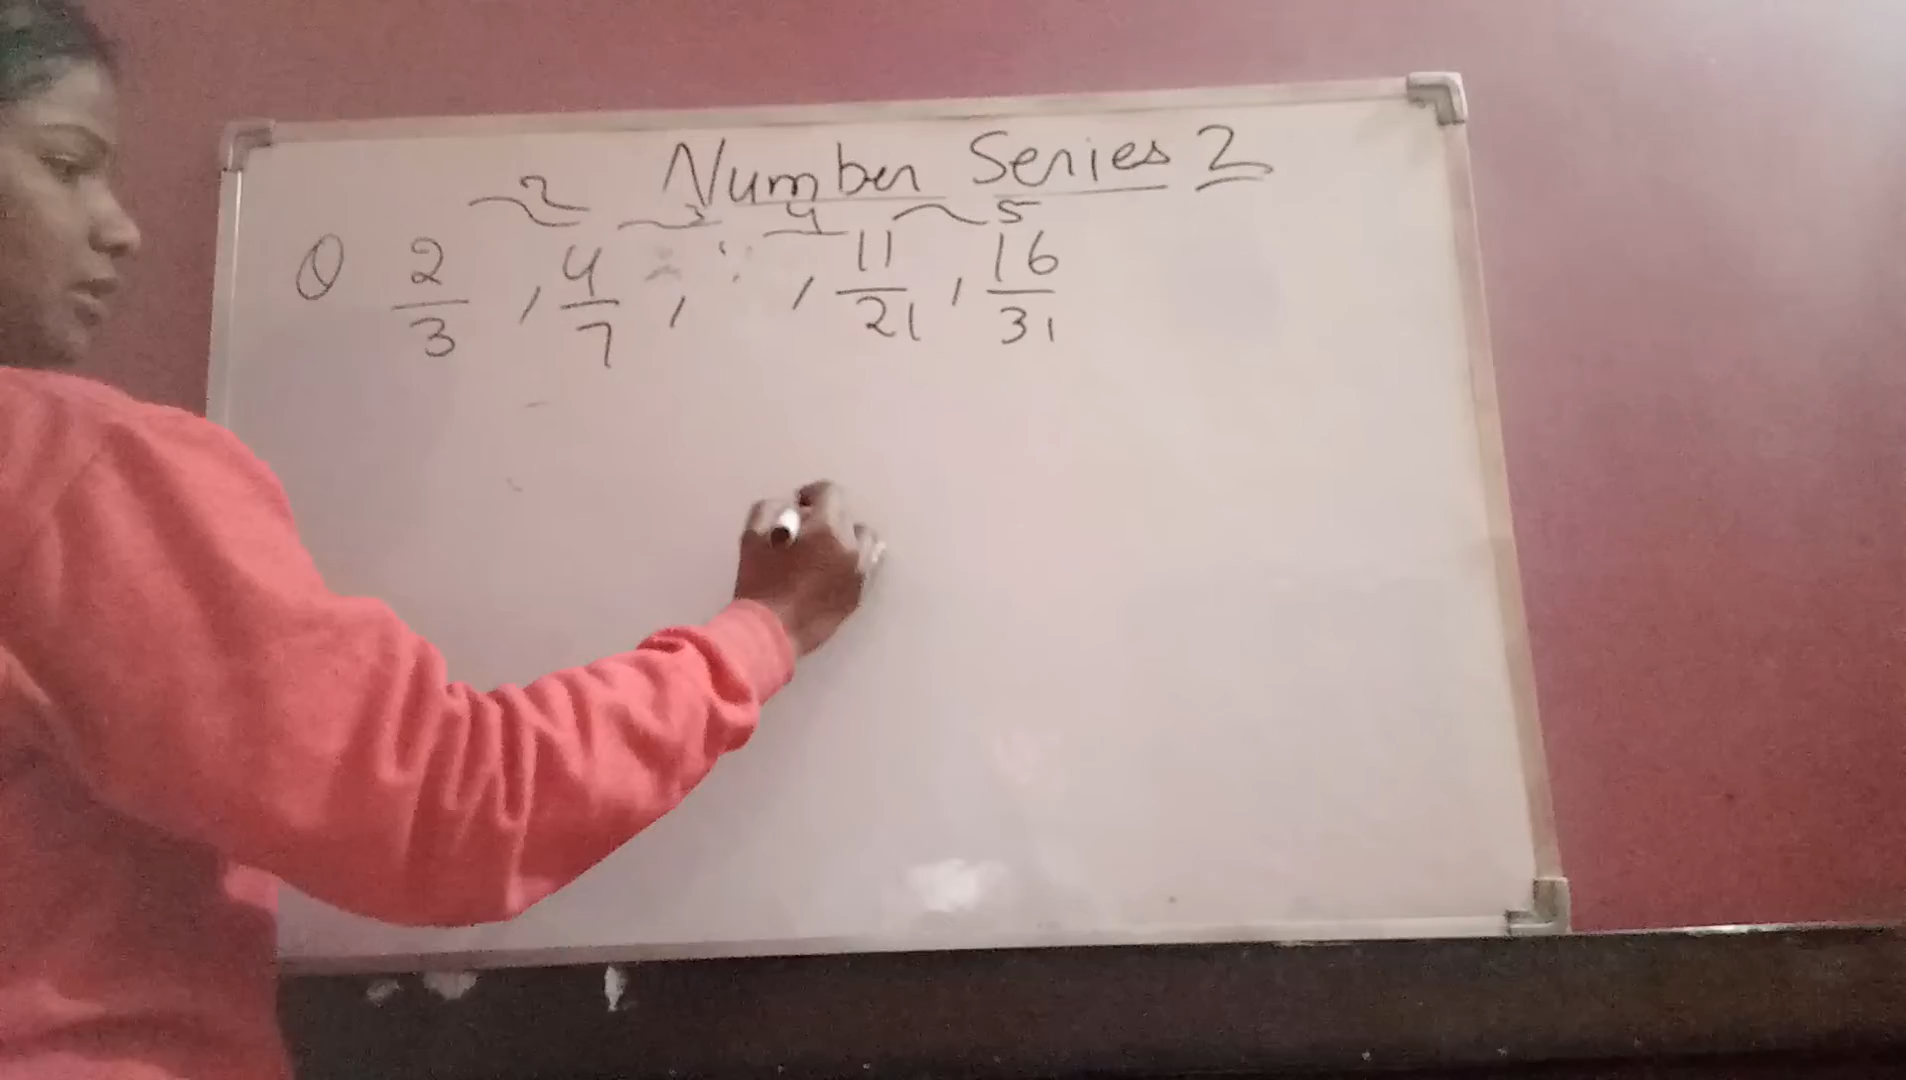 Number Series 2
2 3 4 5
Q 2/3 , 4/7 , , 11/21 , 16/31